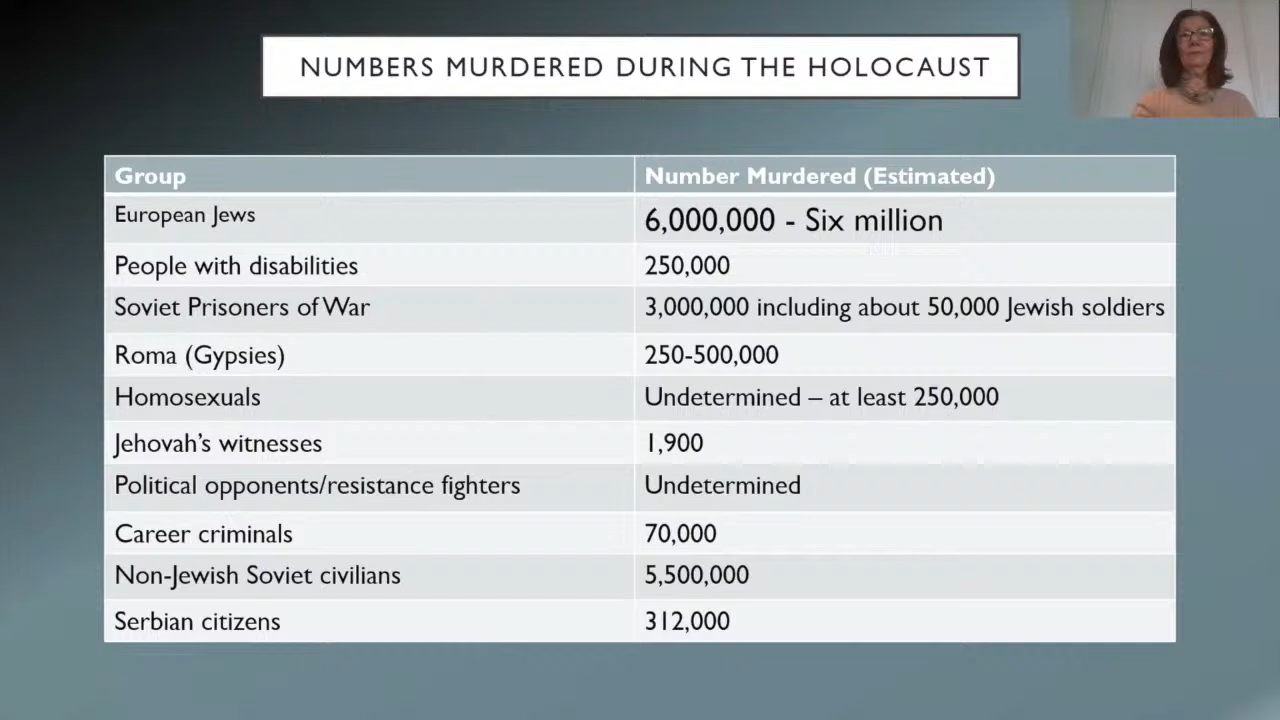 NUMBERS MURDERED DURING THE HOLOCAUST
Group Number Murdered (Estimated)
European Jews 6,000,000 - Six million
People with disabilities 250,000
Soviet Prisoners of War 3,000,000 including about 50,000 Jewish soldiers
Roma (Gypsies) 250-500,000
Homosexuals Undetermined – at least 250,000
Jehovah's witnesses 1,900
Political opponents/resistance fighters Undetermined
Career criminals 70,000
Non-Jewish Soviet civilians 5,500,000
Serbian citizens 312,000